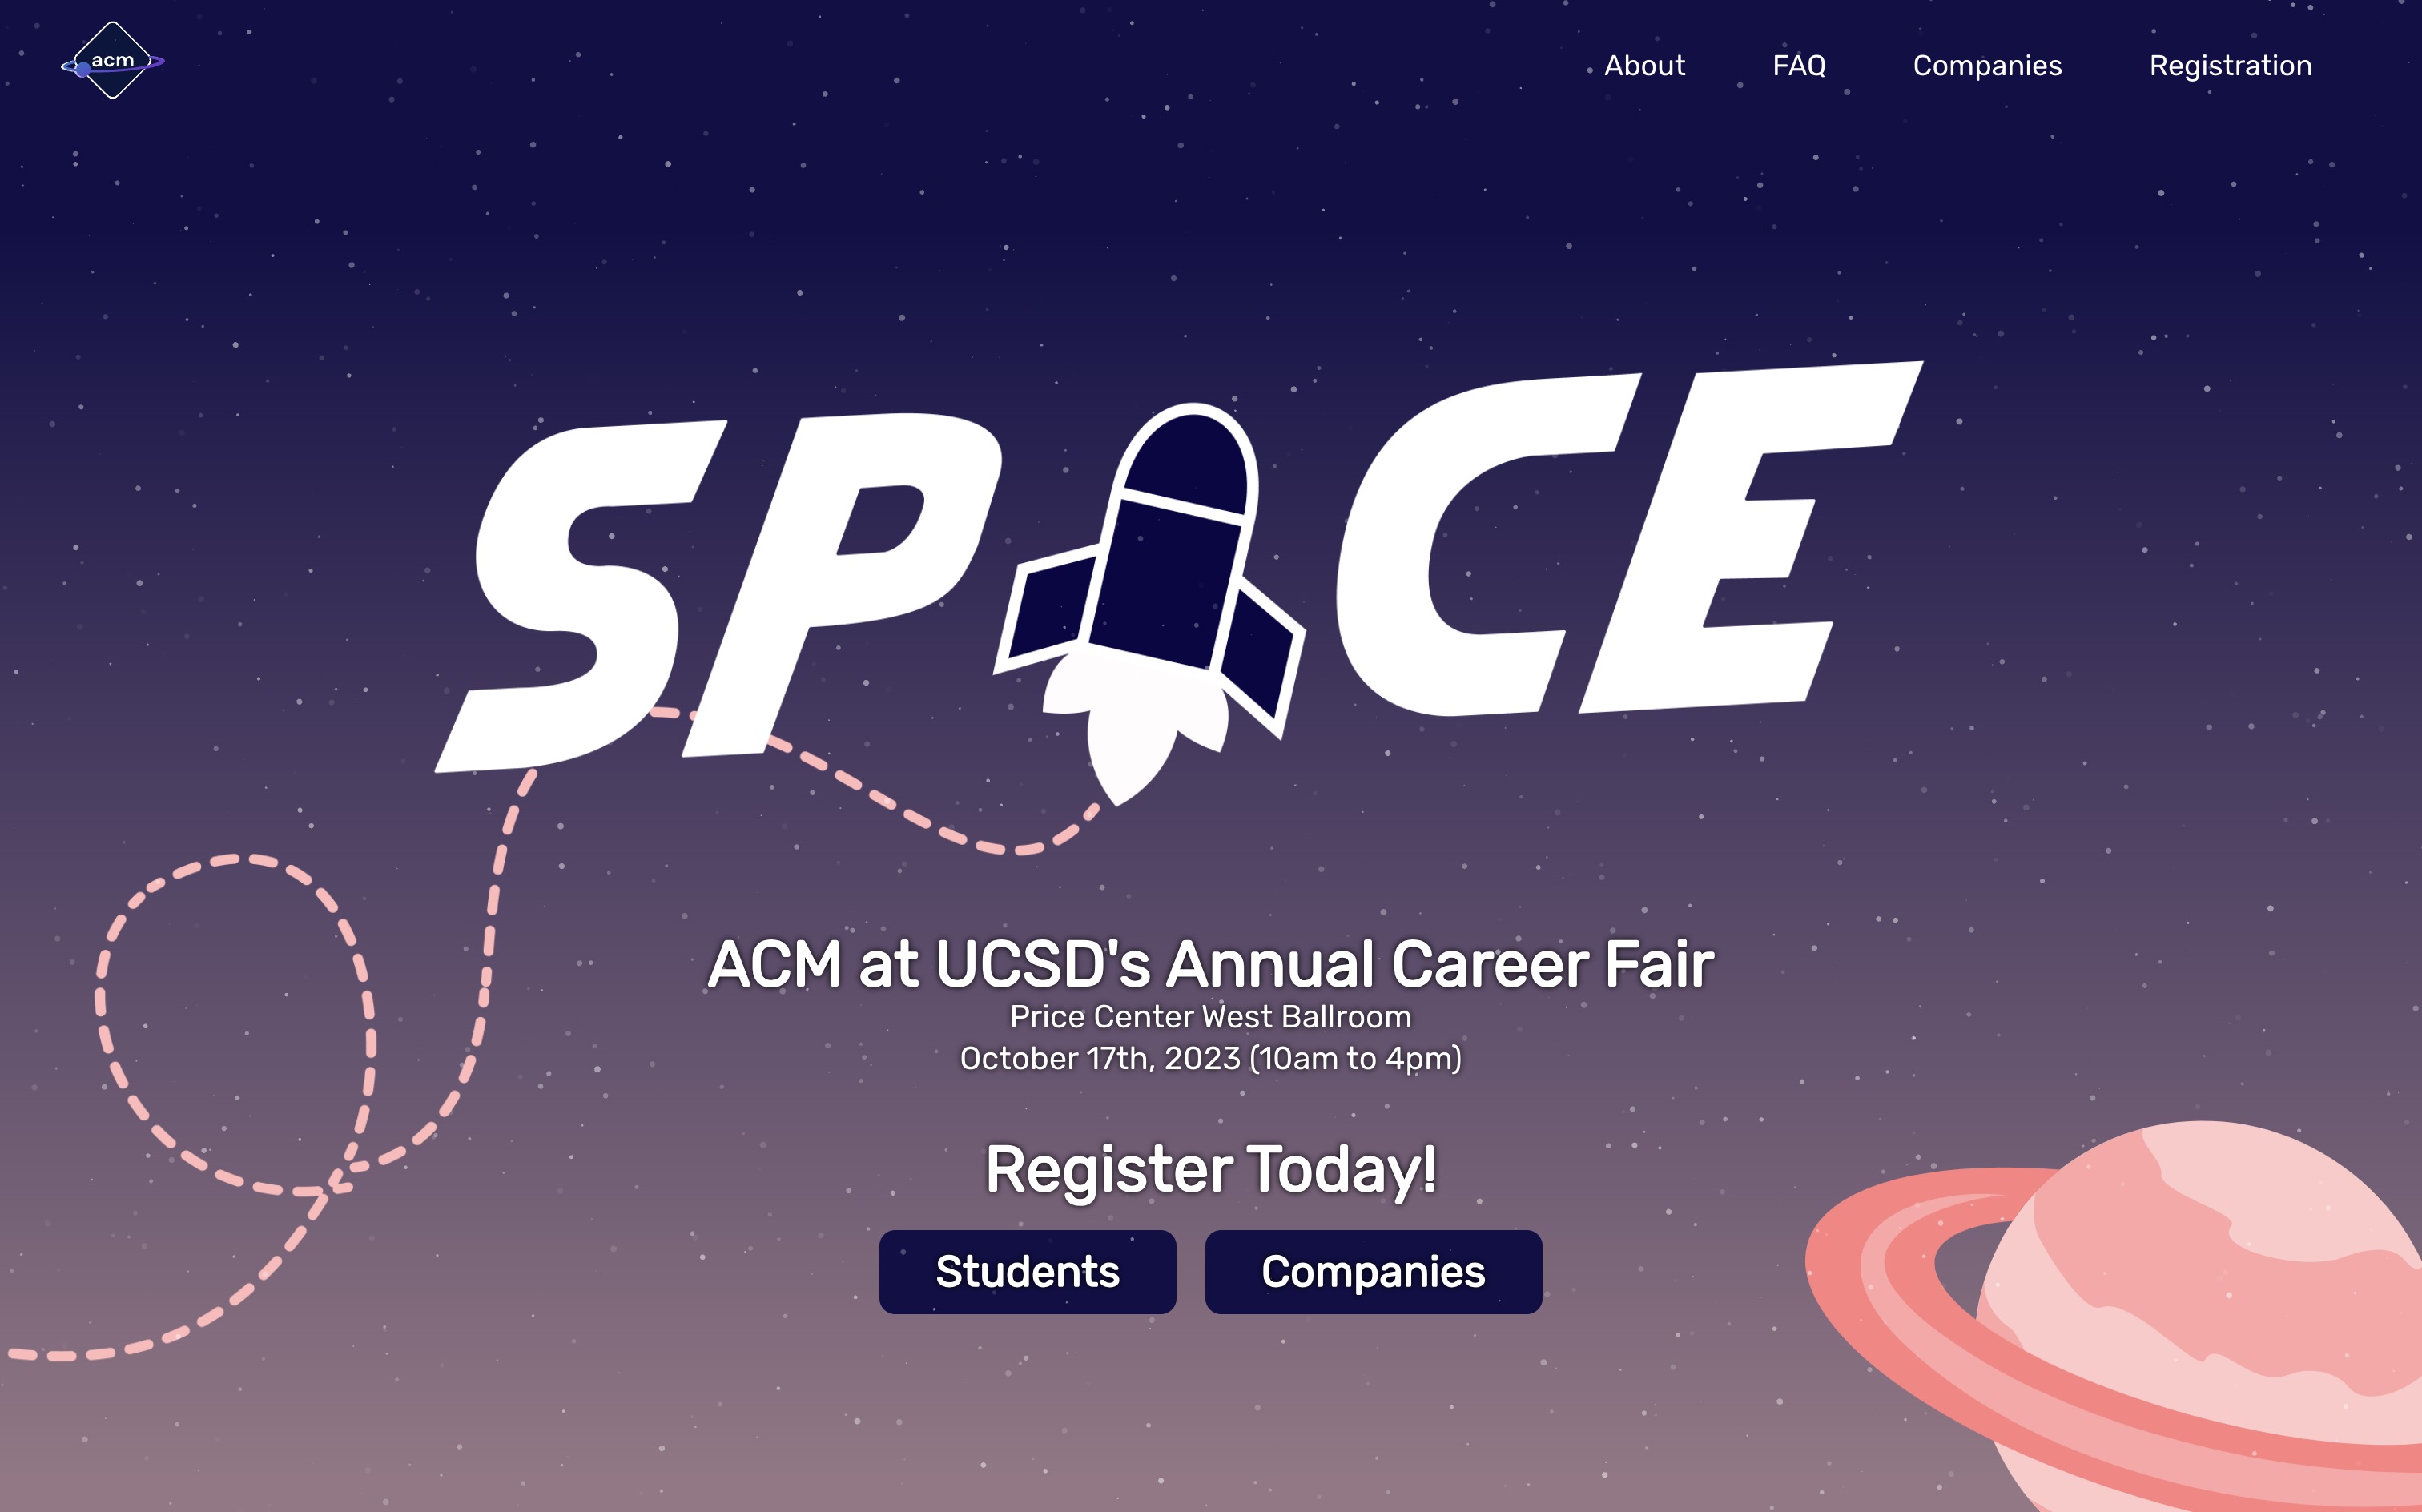 acm
About FAQ Companies Registration
SPACE
ACM at UCSD's Annual Career Fair
Price Center West Ballroom
October 17th, 2023 (10am to 4pm)
Register Today!
Students Companies